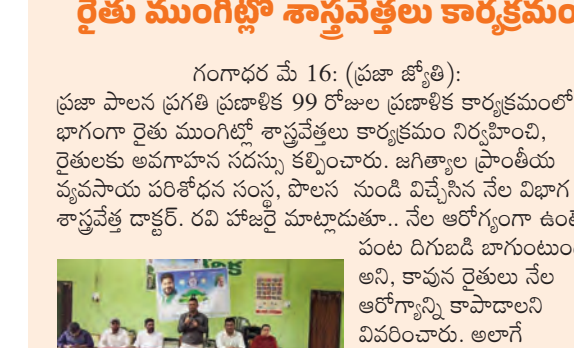 రైతు ముంగిట్లో శాస్త్రవేత్తలు కార్యక్రమం
గంగాధర మే 16: (ప్రజా జ్యోతి):
ప్రజా పాలన ప్రగతి ప్రణాళిక 99 రోజుల ప్రణాళిక కార్యక్రమంలో
భాగంగా రైతు ముంగిట్లో శాస్త్రవేత్తలు కార్యక్రమం నిర్వహించి,
రైతులకు అవగాహన సదస్సు కల్పించారు. జగిత్యాల ప్రాంతీయ
వ్యవసాయ పరిశోధన సంస్థ, పొలస నుండి విచ్చేసిన నేల విభాగ
శాస్త్రవేత్త డాక్టర్. రవి హాజరై మాట్లాడుతూ.. నేల ఆరోగ్యంగా ఉంటే
పంట దిగుబడి బాగుంటుంద
అని, కావున రైతులు నేల
ఆరోగ్యాన్ని కాపాడాలని
వివరించారు. అలాగే